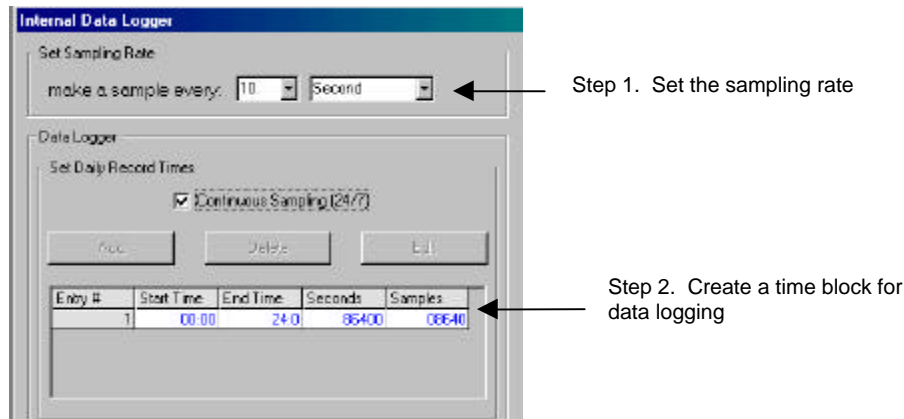 Internal Data Logger
Set Sampling Rate
make a sample every: 10 Second
Step 1. Set the sampling rate
Data Logger
Set Daily Record Times
Continuous Sampling (24/7)
Add Delete Edit
Entry # Start Time End Time Seconds Samples
1 00:00 24:0 86400 08640
Step 2. Create a time block for
data logging